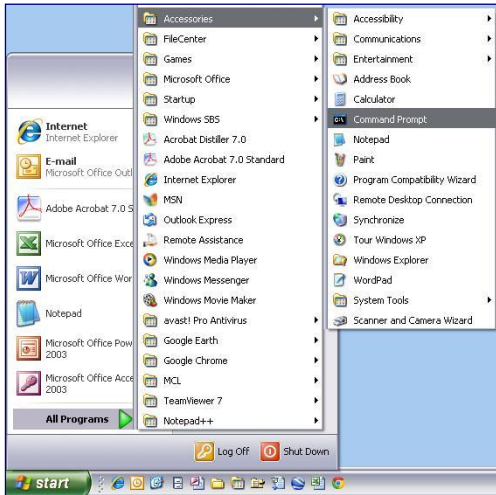 Internet
Internet Explorer
E-mail
Microsoft Office Outl
Adobe Acrobat 7.0 S
Microsoft Office Exce
Microsoft Office Wor
Notepad
Microsoft Office Pow
2003
Microsoft Office Acce
2003
All Programs
Accessories
FileCenter
Games
Microsoft Office
Startup
Windows SBS
Acrobat Distiller 7.0
Adobe Acrobat 7.0 Standard
Internet Explorer
MSN
Outlook Express
Remote Assistance
Windows Media Player
Windows Messenger
Windows Movie Maker
avast! Pro Antivirus
Google Earth
Google Chrome
MCL
TeamViewer 7
Notepad++
Accessibility
Communications
Entertainment
Address Book
Calculator
Command Prompt
Notepad
Paint
Program Compatibility Wizard
Remote Desktop Connection
Synchronize
Tour Windows XP
Windows Explorer
WordPad
System Tools
Scanner and Camera Wizard
Log Off
Shut Down
start